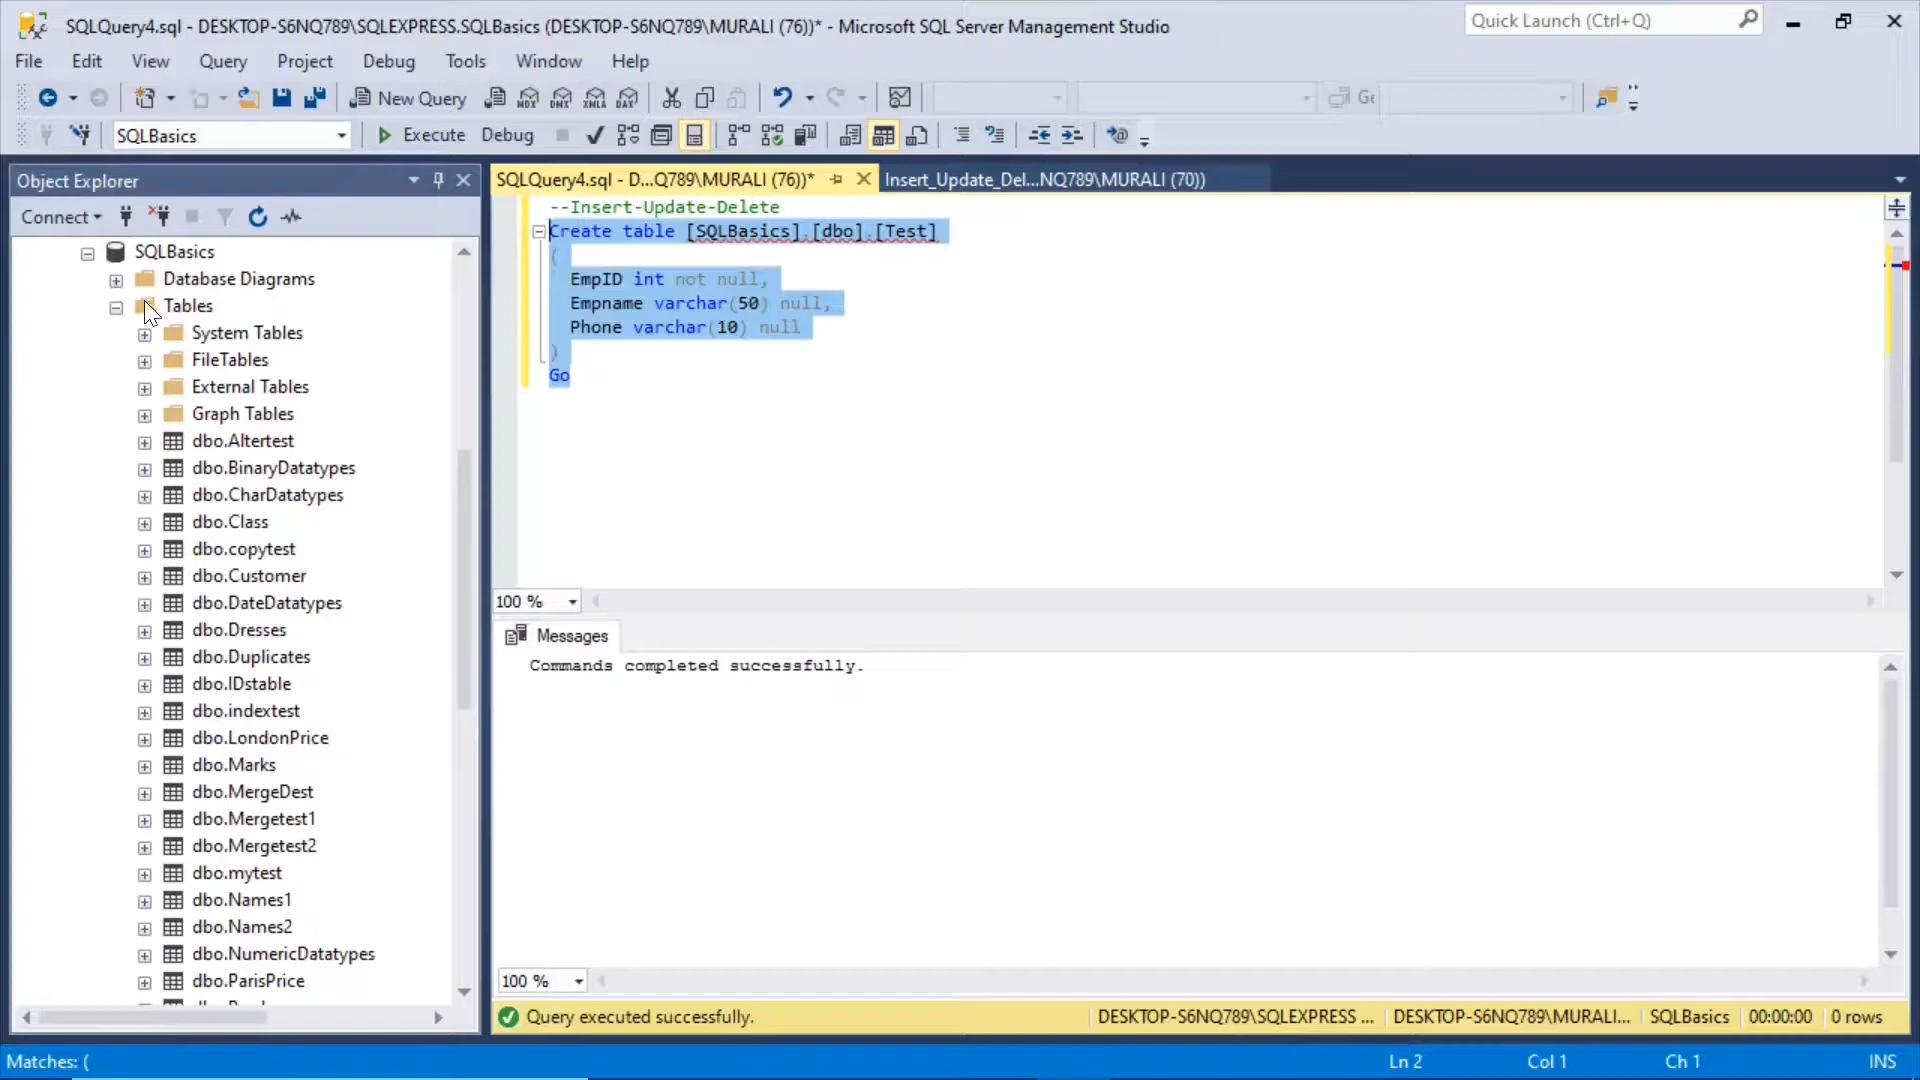 SQLQuery4.sql - DESKTOP-S6NQ789\SQLEXPRESS.SQLBasics (DESKTOP-S6NQ789\MURALI (76))* - Microsoft SQL Server Management Studio
Quick Launch (Ctrl+Q)
File Edit View Query Project Debug Tools Window Help
New Query MDX DMX XMLA DAX
SQLBasics Execute Debug
Object Explorer
SQLQuery4.sql - D...Q789\MURALI (76))* Insert_Update_Del...NQ789\MURALI (70))
Connect
SQLBasics
Database Diagrams
Tables
System Tables
FileTables
External Tables
Graph Tables
dbo.Altertest
dbo.BinaryDatatypes
dbo.CharDatatypes
dbo.Class
dbo.copytest
dbo.Customer
dbo.DateDatatypes
dbo.Dresses
dbo.Duplicates
dbo.IDstable
dbo.indextest
dbo.LondonPrice
dbo.Marks
dbo.MergeDest
dbo.Mergetest1
dbo.Mergetest2
dbo.mytest
dbo.Names1
dbo.Names2
dbo.NumericDatatypes
dbo.ParisPrice
--Insert-Update-Delete
Create table [SQLBasics].[dbo].[Test]
(
EmpID int not null,
Empname varchar(50) null,
Phone varchar(10) null
)
Go
100 %
Messages
Commands completed successfully.
100 %
Query executed successfully. DESKTOP-S6NQ789\SQLEXPRESS ... DESKTOP-S6NQ789\MURALI... SQLBasics 00:00:00 0 rows
Matches: ( Ln 2 Col 1 Ch 1 INS